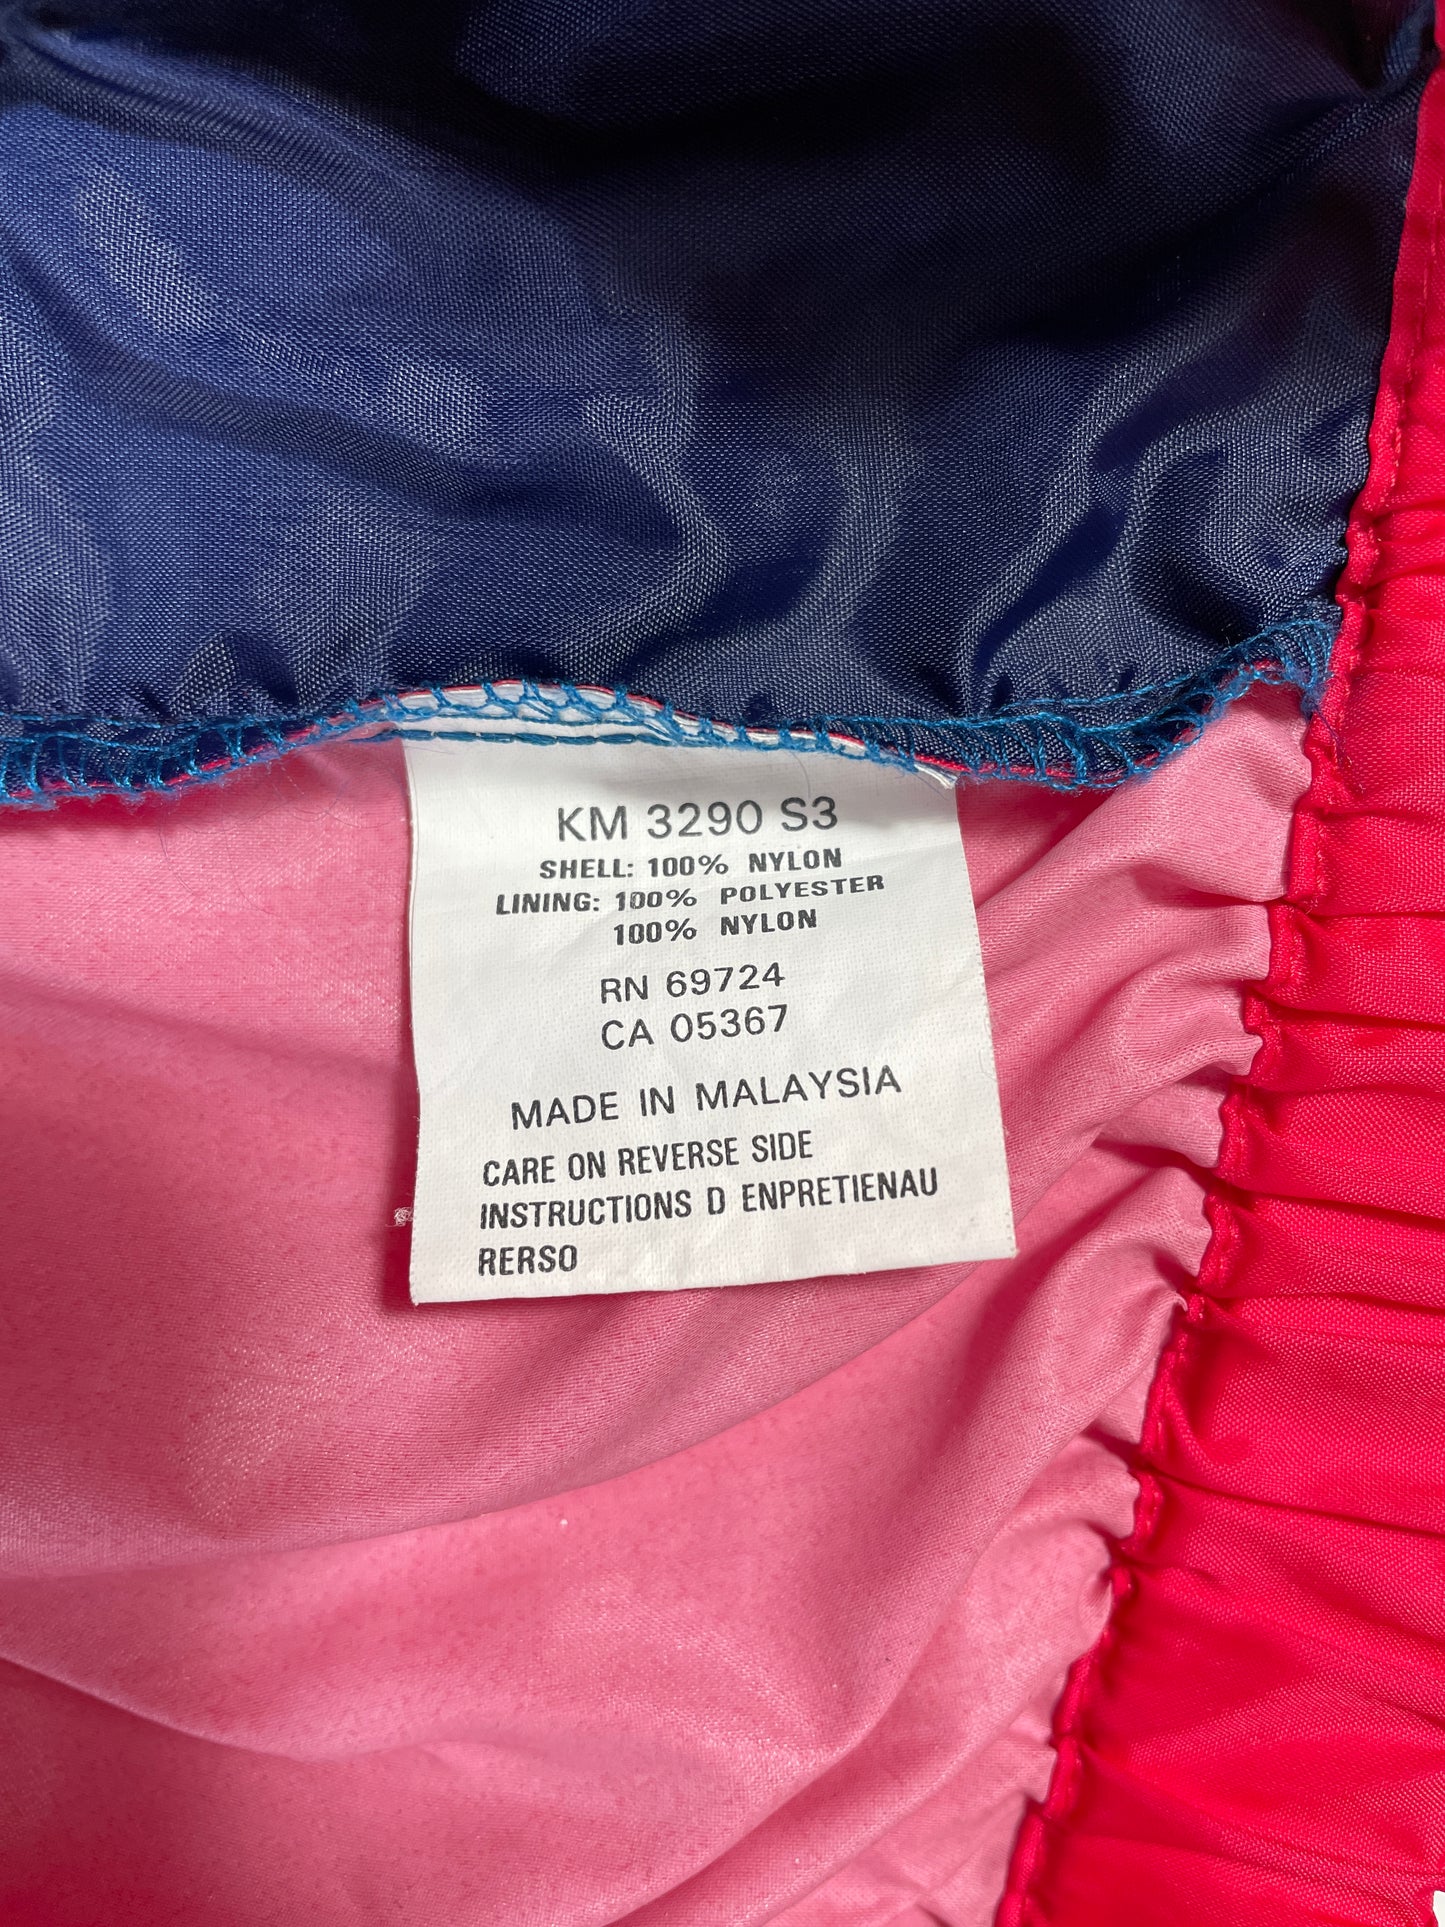 KM 3290 S3
SHELL: 100% NYLON
LINING: 100% POLYESTER
100% NYLON
RN 69724
CA 05367
MADE IN MALAYSIA
CARE ON REVERSE SIDE
INSTRUCTIONS D ENPRETIENAU
RERSO